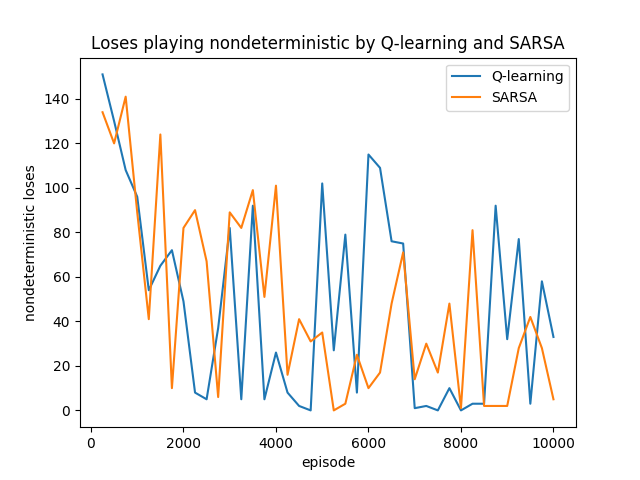 Loses playing nondeterministic by Q-learning and SARSA
Q-learning
SARSA
nondeterministic loses
140
120
100
80
60
40
20
0
0 2000 4000 6000 8000 10000
episode